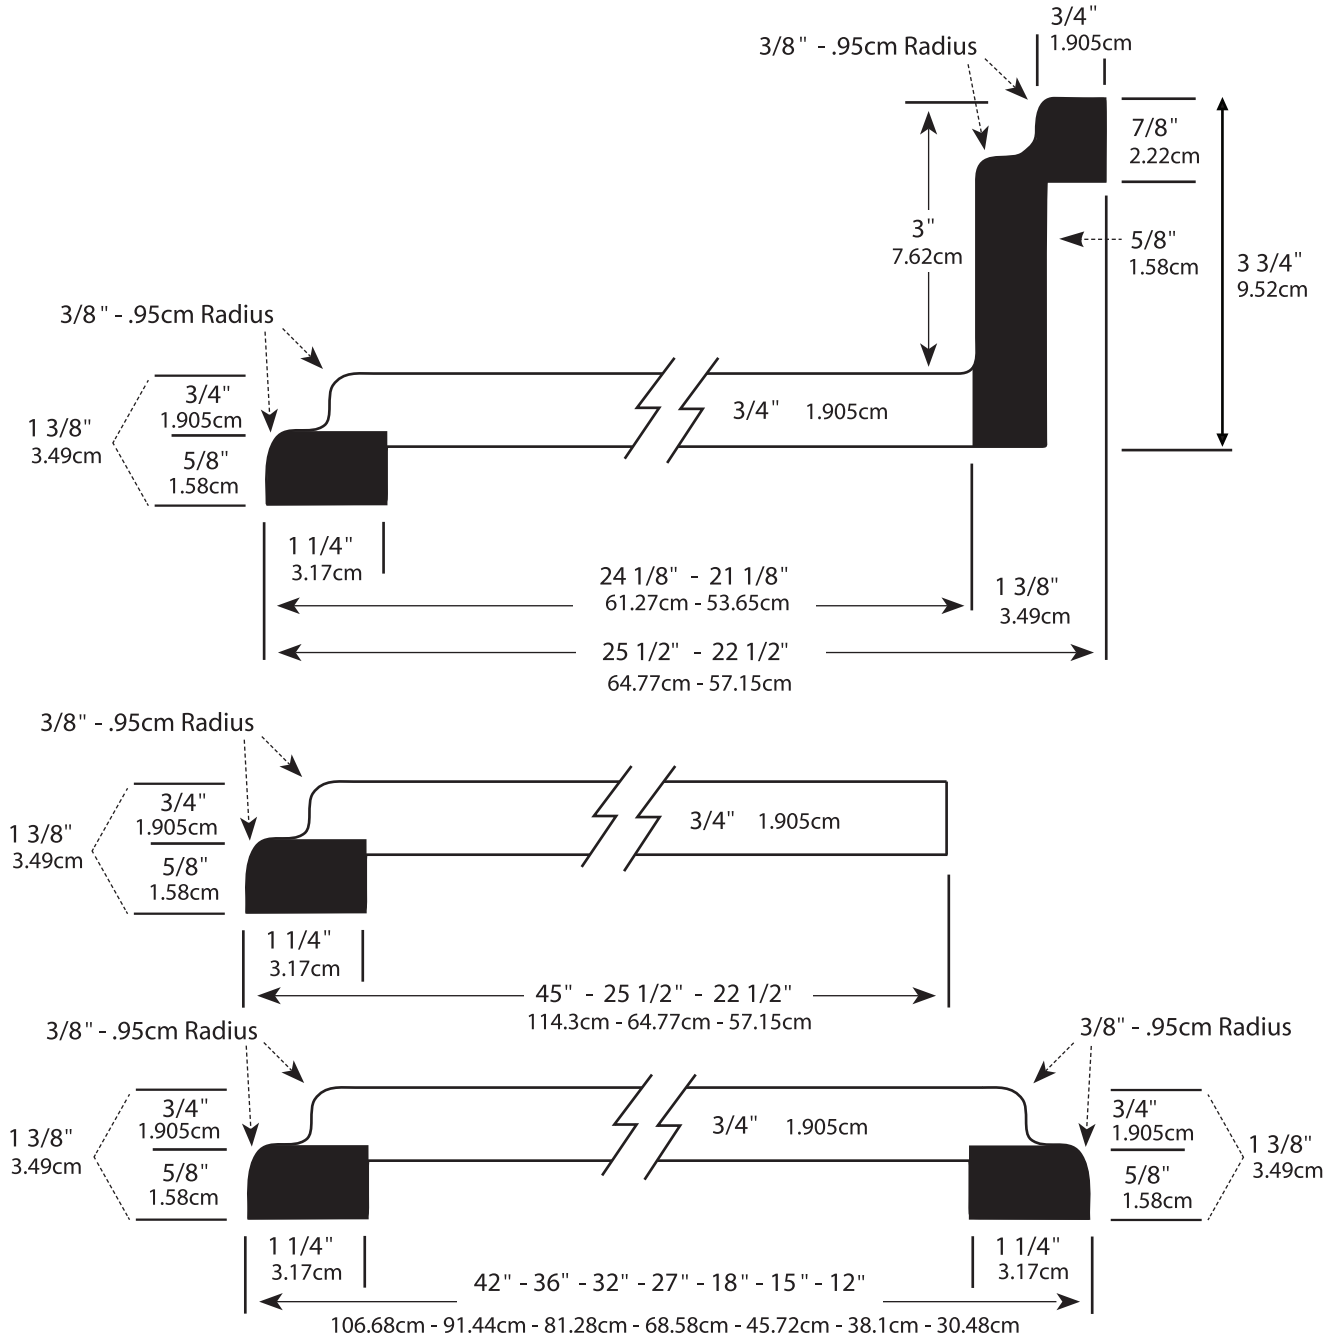 3/4"
1.905cm
3/8" - .95cm Radius
7/8"
2.22cm
3"
7.62cm
5/8"
1.58cm
3 3/4"
9.52cm
3/8" - .95cm Radius
3/4"
1.905cm
1 3/8"
3.49cm
5/8"
1.58cm
3/4" 1.905cm
1 1/4"
3.17cm
24 1/8" - 21 1/8"
61.27cm - 53.65cm
1 3/8"
3.49cm
25 1/2" - 22 1/2"
64.77cm - 57.15cm
3/8" - .95cm Radius
3/4"
1.905cm
1 3/8"
3.49cm
5/8"
1.58cm
3/4" 1.905cm
1 1/4"
3.17cm
45" - 25 1/2" - 22 1/2"
114.3cm - 64.77cm - 57.15cm
3/8" - .95cm Radius
3/8" - .95cm Radius
3/4"
1.905cm
1 3/8"
3.49cm
5/8"
1.58cm
3/4" 1.905cm
3/4"
1.905cm
1 3/8"
3.49cm
5/8"
1.58cm
1 1/4"
3.17cm
1 1/4"
3.17cm
42" - 36" - 32" - 27" - 18" - 15" - 12"
106.68cm - 91.44cm - 81.28cm - 68.58cm - 45.72cm - 38.1cm - 30.48cm